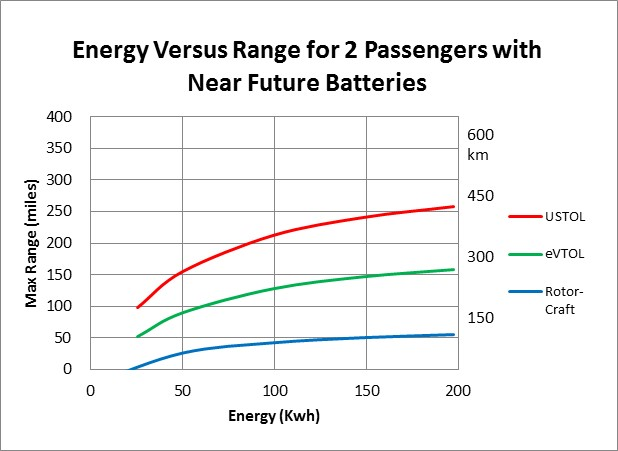 Energy Versus Range for 2 Passengers with
Near Future Batteries
Max Range (miles)
400
350
300
250
200
150
100
50
0
0 50 100 150 200
Energy (Kwh)
600
km
450
300
150
USTOL
eVTOL
Rotor-
Craft